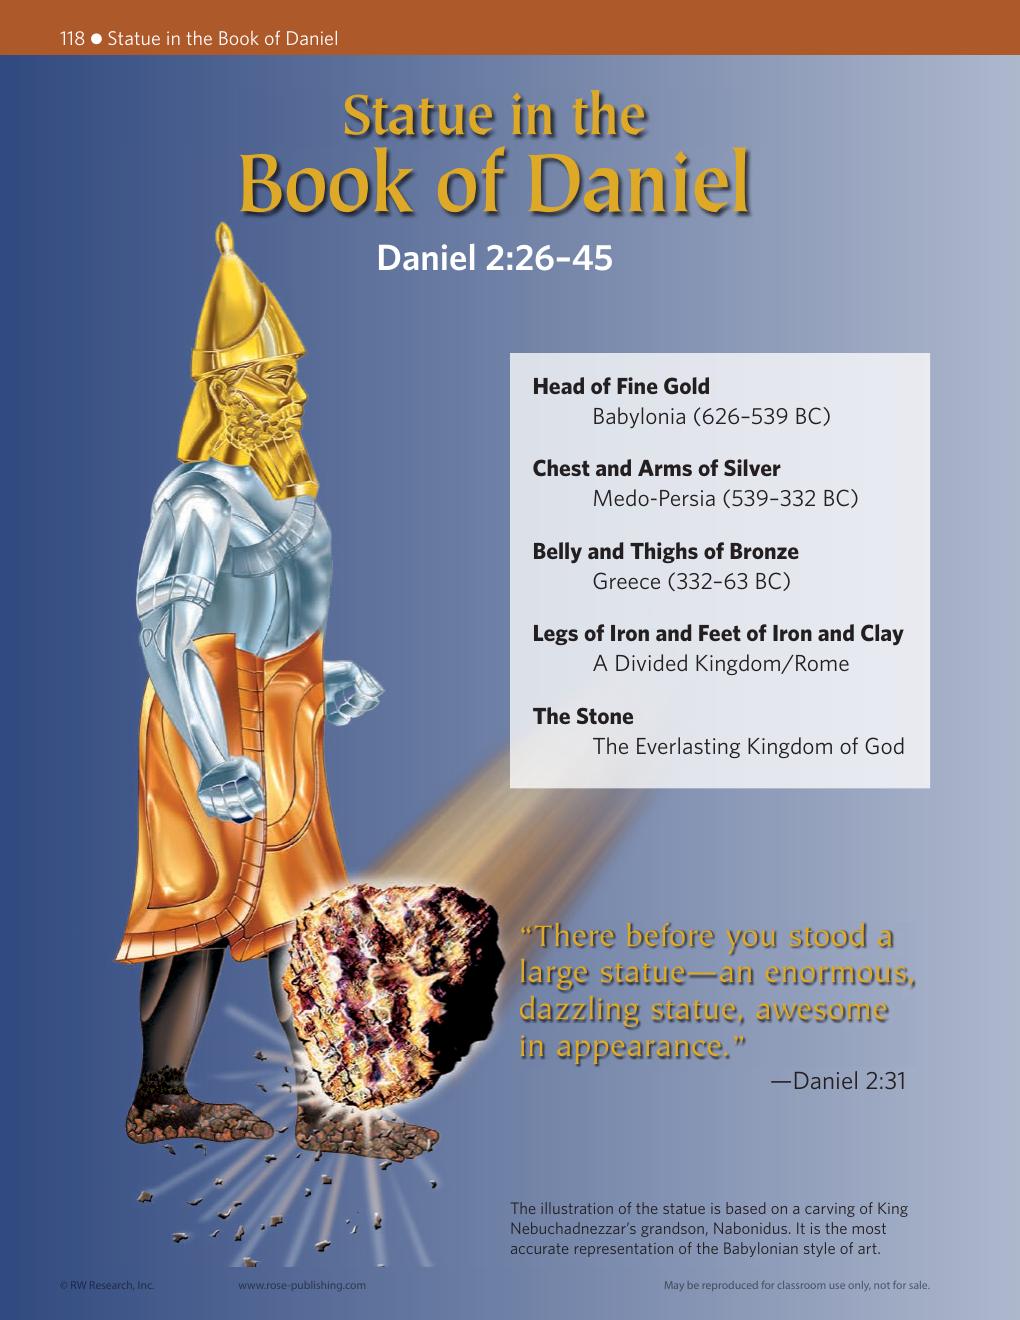 118 ● Statue in the Book of Daniel
Statue in the
Book of Daniel
Daniel 2:26–45
Head of Fine Gold
Babylonia (626–539 BC)
Chest and Arms of Silver
Medo-Persia (539–332 BC)
Belly and Thighs of Bronze
Greece (332–63 BC)
Legs of Iron and Feet of Iron and Clay
A Divided Kingdom/Rome
The Stone
The Everlasting Kingdom of God
“There before you stood a
large statue—an enormous,
dazzling statue, awesome
in appearance.”
—Daniel 2:31
The illustration of the statue is based on a carving of King
Nebuchadnezzar’s grandson, Nabonidus. It is the most
accurate representation of the Babylonian style of art.
© RW Research, Inc. www.rose-publishing.com May be reproduced for classroom use only, not for sale.